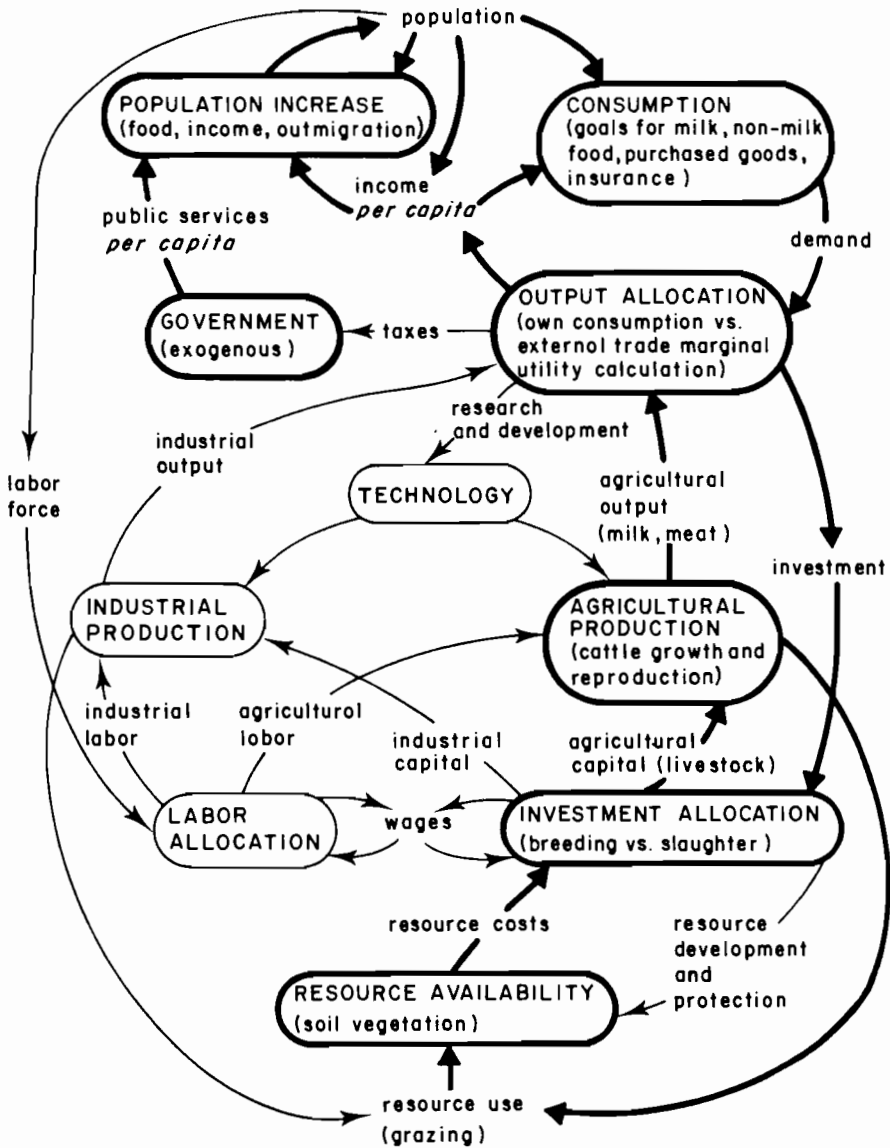 population
POPULATION INCREASE
(food, income, outmigration)
CONSUMPTION
(goals for milk, non-milk
food, purchased goods,
insurance)
income
per capita
public services
per capita
demand
GOVERNMENT
(exogenous)
taxes
OUTPUT ALLOCATION
(own consumption vs.
externol trade marginal
utility calculation)
research
and development
industrial
output
labor
force
TECHNOLOGY
agricultural
output
(milk, meat)
investment
INDUSTRIAL
PRODUCTION
AGRICULTURAL
PRODUCTION
(cattle growth and
reproduction)
industrial
labor
agriculturol
lobor
industrial
capital
agricultural
capital (livestock)
LABOR
ALLOCATION
wages
INVESTMENT ALLOCATION
(breeding vs. slaughter)
resource costs
resource
development
and
protection
RESOURCE AVAILABILITY
(soil vegetation)
resource use
(grazing)